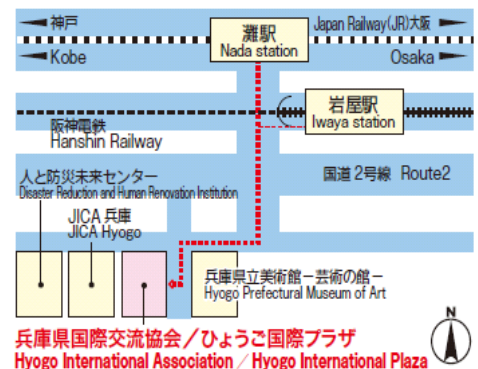 神戸
Kobe
灘駅
Nada station
Japan Railway(JR)大阪
Osaka
岩屋駅
Iwaya station
阪神電鉄
Hanshin Railway
国道2号線 Route2
人と防災未来センター
Disaster Reduction and Human Renovation Institution
JICA 兵庫
JICA Hyogo
兵庫県立美術館－芸術の館－
Hyogo Prefectural Museum of Art
N
兵庫県国際交流協会／ひょうご国際プラザ
Hyogo International Association ／ Hyogo International Plaza